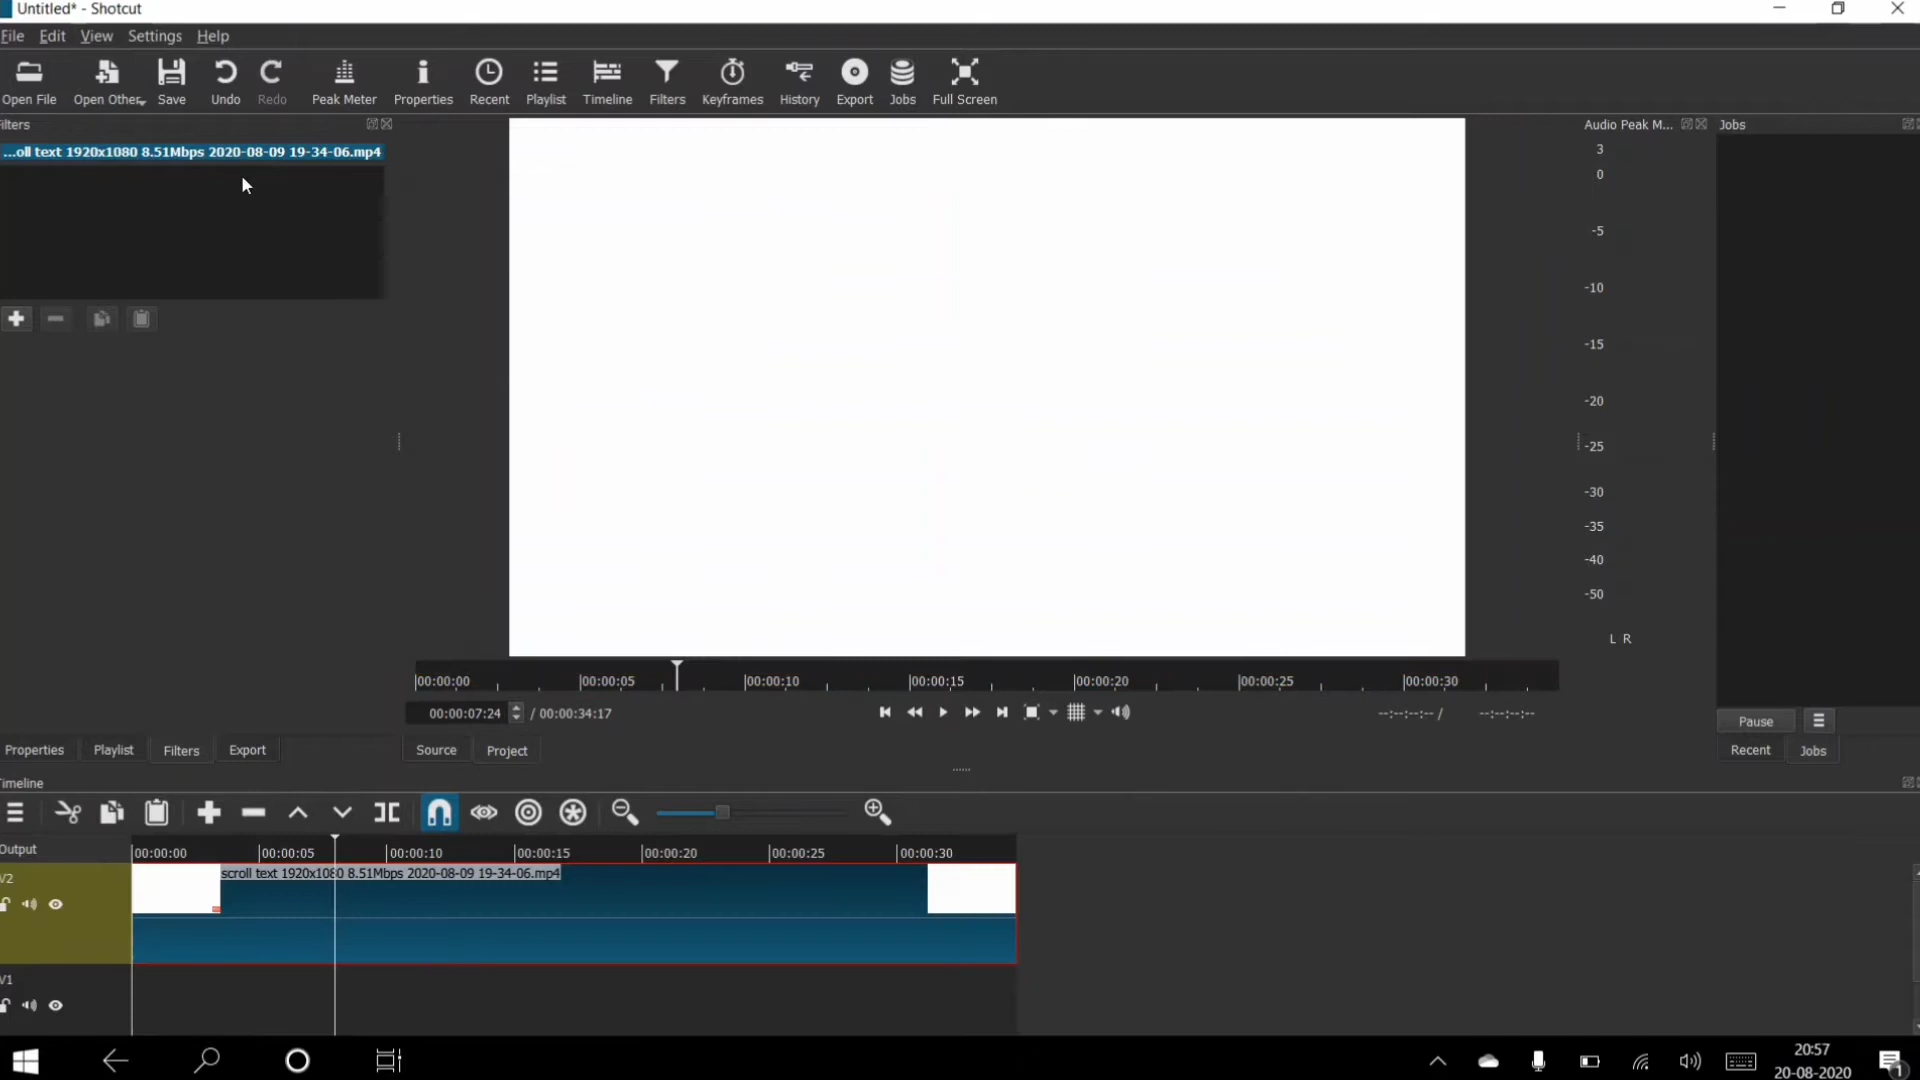 Untitled* - Shotcut
File Edit View Settings Help
Open File Open Other Save Undo Redo Peak Meter Properties Recent Playlist Timeline Filters Keyframes History Export Jobs Full Screen
ilters
Audio Peak M...
Jobs
...oll text 1920x1080 8.51Mbps 2020-08-09 19-34-06.mp4
3
0
-5
-10
-15
-20
-25
-30
-35
-40
-50
L R
00:00:00 00:00:05 00:00:10 00:00:15 00:00:20 00:00:25 00:00:30
00:00:07:24 / 00:00:34:17
--:--:--:-- /
--:--:--:--
Pause
Properties Playlist Filters Export
Source Project
Recent Jobs
Timeline
Output
00:00:00 00:00:05 00:00:10 00:00:15 00:00:20 00:00:25 00:00:30
V2
scroll text 1920x1080 8.51Mbps 2020-08-09 19-34-06.mp4
V1
20:57
20-08-2020
1